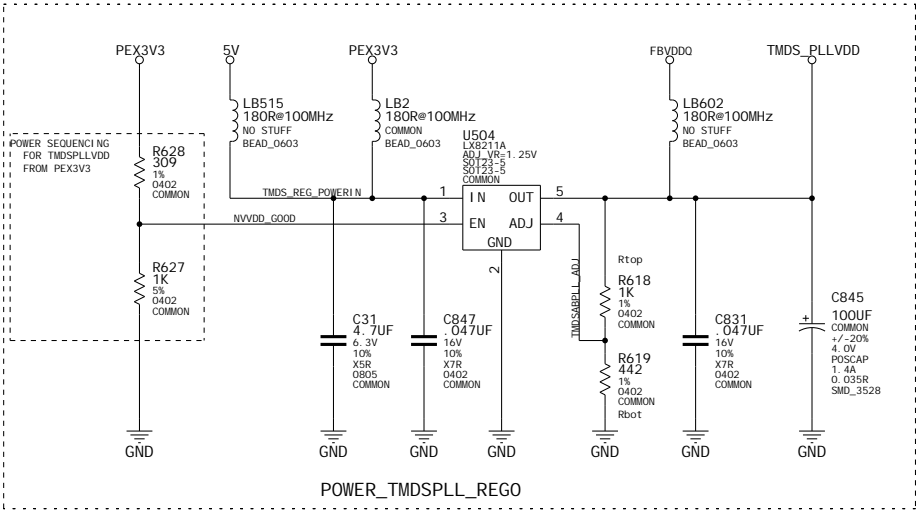 PEX3V3
5V
PEX3V3
FBVDDQ
TMDS_PLLVDD
LB515
180R@100MHz
NO STUFF
BEAD_0603
LB2
180R@100MHz
COMMON
BEAD_0603
LB602
180R@100MHz
NO STUFF
BEAD_0603
POWER SEQUENCING
FOR TMDSPLLVDD
FROM PEX3V3
R628
309
1%
0402
COMMON
U504
LX8211A
ADJ_VR=1.25V
SOT23-5
SOT23-5
COMMON
TMDS_REG_POWERIN
1
IN
OUT
5
NVVDD_GOOD
3
EN
ADJ
4
GND
2
R627
1K
5%
0402
COMMON
TMDSABPLL_ADJ
Rtop
R618
1K
1%
0402
COMMON
C31
4.7UF
6.3V
10%
X5R
0805
COMMON
C847
.047UF
16V
10%
X7R
0402
COMMON
R619
442
1%
0402
COMMON
Rbot
C831
.047UF
16V
10%
X7R
0402
COMMON
+
C845
100UF
COMMON
+/-20%
4.0V
POSCAP
1.4A
0.035R
SMD_3528
GND
GND
GND
GND
GND
GND
GND
POWER_TMDSPLL_REGO